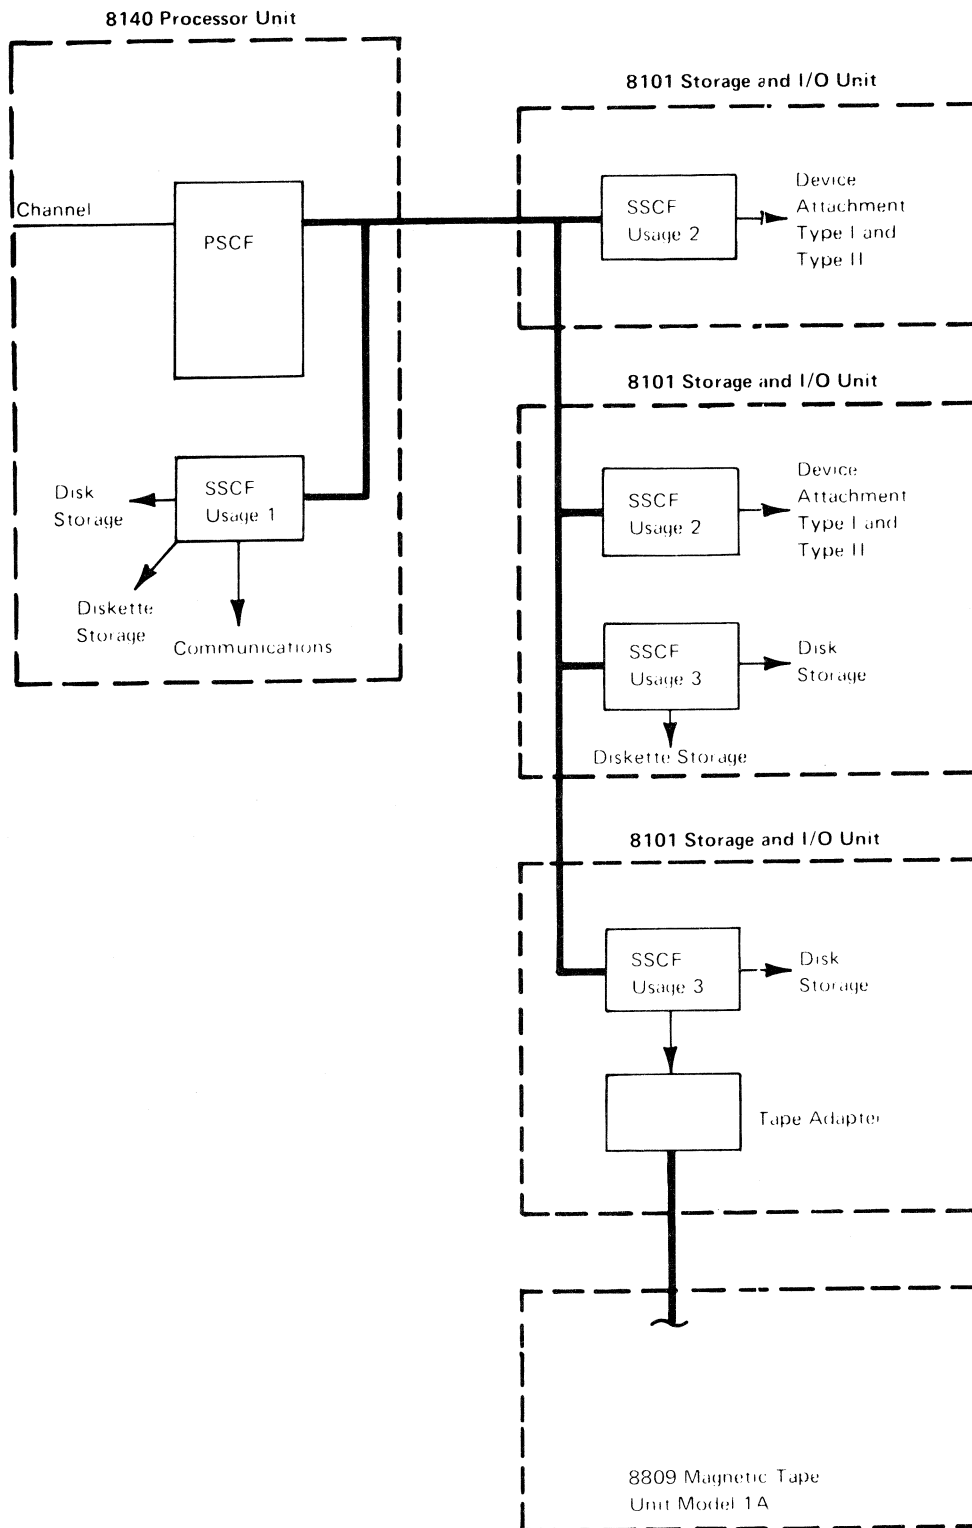 8140 Processor Unit
Channel
PSCF
SSCF
Usage 1
Disk
Storage
Diskette
Storage
Communications
8101 Storage and I/O Unit
SSCF
Usage 2
Device
Attachment
Type I and
Type II
8101 Storage and I/O Unit
SSCF
Usage 2
Device
Attachment
Type I and
Type II
SSCF
Usage 3
Disk
Storage
Diskette Storage
8101 Storage and I/O Unit
SSCF
Usage 3
Disk
Storage
Tape Adapter
8809 Magnetic Tape
Unit Model 1A